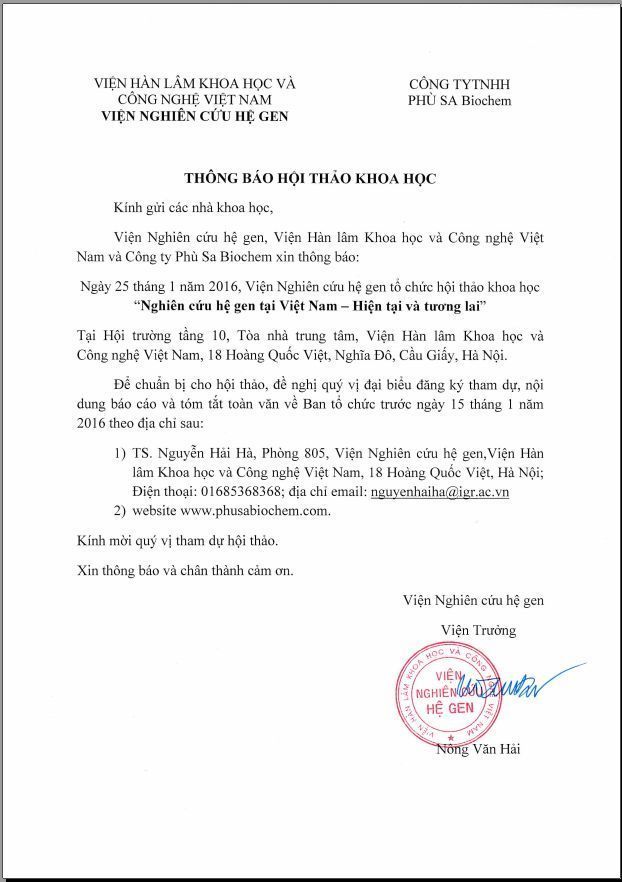 VIỆN HÀN LÂM KHOA HỌC VÀ
CÔNG NGHỆ VIỆT NAM
VIỆN NGHIÊN CỨU HỆ GEN
CÔNG TYTNHH
PHÙ SA Biochem
THÔNG BÁO HỘI THẢO KHOA HỌC
Kính gửi các nhà khoa học,
Viện Nghiên cứu hệ gen, Viện Hàn lâm Khoa học và Công nghệ Việt
Nam và Công ty Phù Sa Biochem xin thông báo:
Ngày 25 tháng 1 năm 2016, Viện Nghiên cứu hệ gen tổ chức hội thảo khoa học
“Nghiên cứu hệ gen tại Việt Nam – Hiện tại và tương lai”
Tại Hội trường tầng 10, Tòa nhà trung tâm, Viện Hàn lâm Khoa học và
Công nghệ Việt Nam, 18 Hoàng Quốc Việt, Nghĩa Đô, Cầu Giấy, Hà Nội.
Để chuẩn bị cho hội thảo, đề nghị quý vị đại biểu đăng ký tham dự, nội
dung báo cáo và tóm tắt toàn văn về Ban tổ chức trước ngày 15 tháng 1 năm
2016 theo địa chỉ sau:
1) TS. Nguyễn Hải Hà, Phòng 805, Viện Nghiên cứu hệ gen,Viện Hàn
lâm Khoa học và Công nghệ Việt Nam, 18 Hoàng Quốc Việt, Hà Nội;
Điện thoại: 01685368368; địa chỉ email: nguyenhaiha@igr.ac.vn
2) website www.phusabiochem.com.
Kính mời quý vị tham dự hội thảo.
Xin thông báo và chân thành cảm ơn.
Viện Nghiên cứu hệ gen
Viện Trưởng
VIỆN HÀN LÂM KHOA HỌC VÀ CÔNG NGHỆ VIỆT NAM
VIỆN
NGHIÊN CỨU
HỆ GEN
Nông Văn Hải